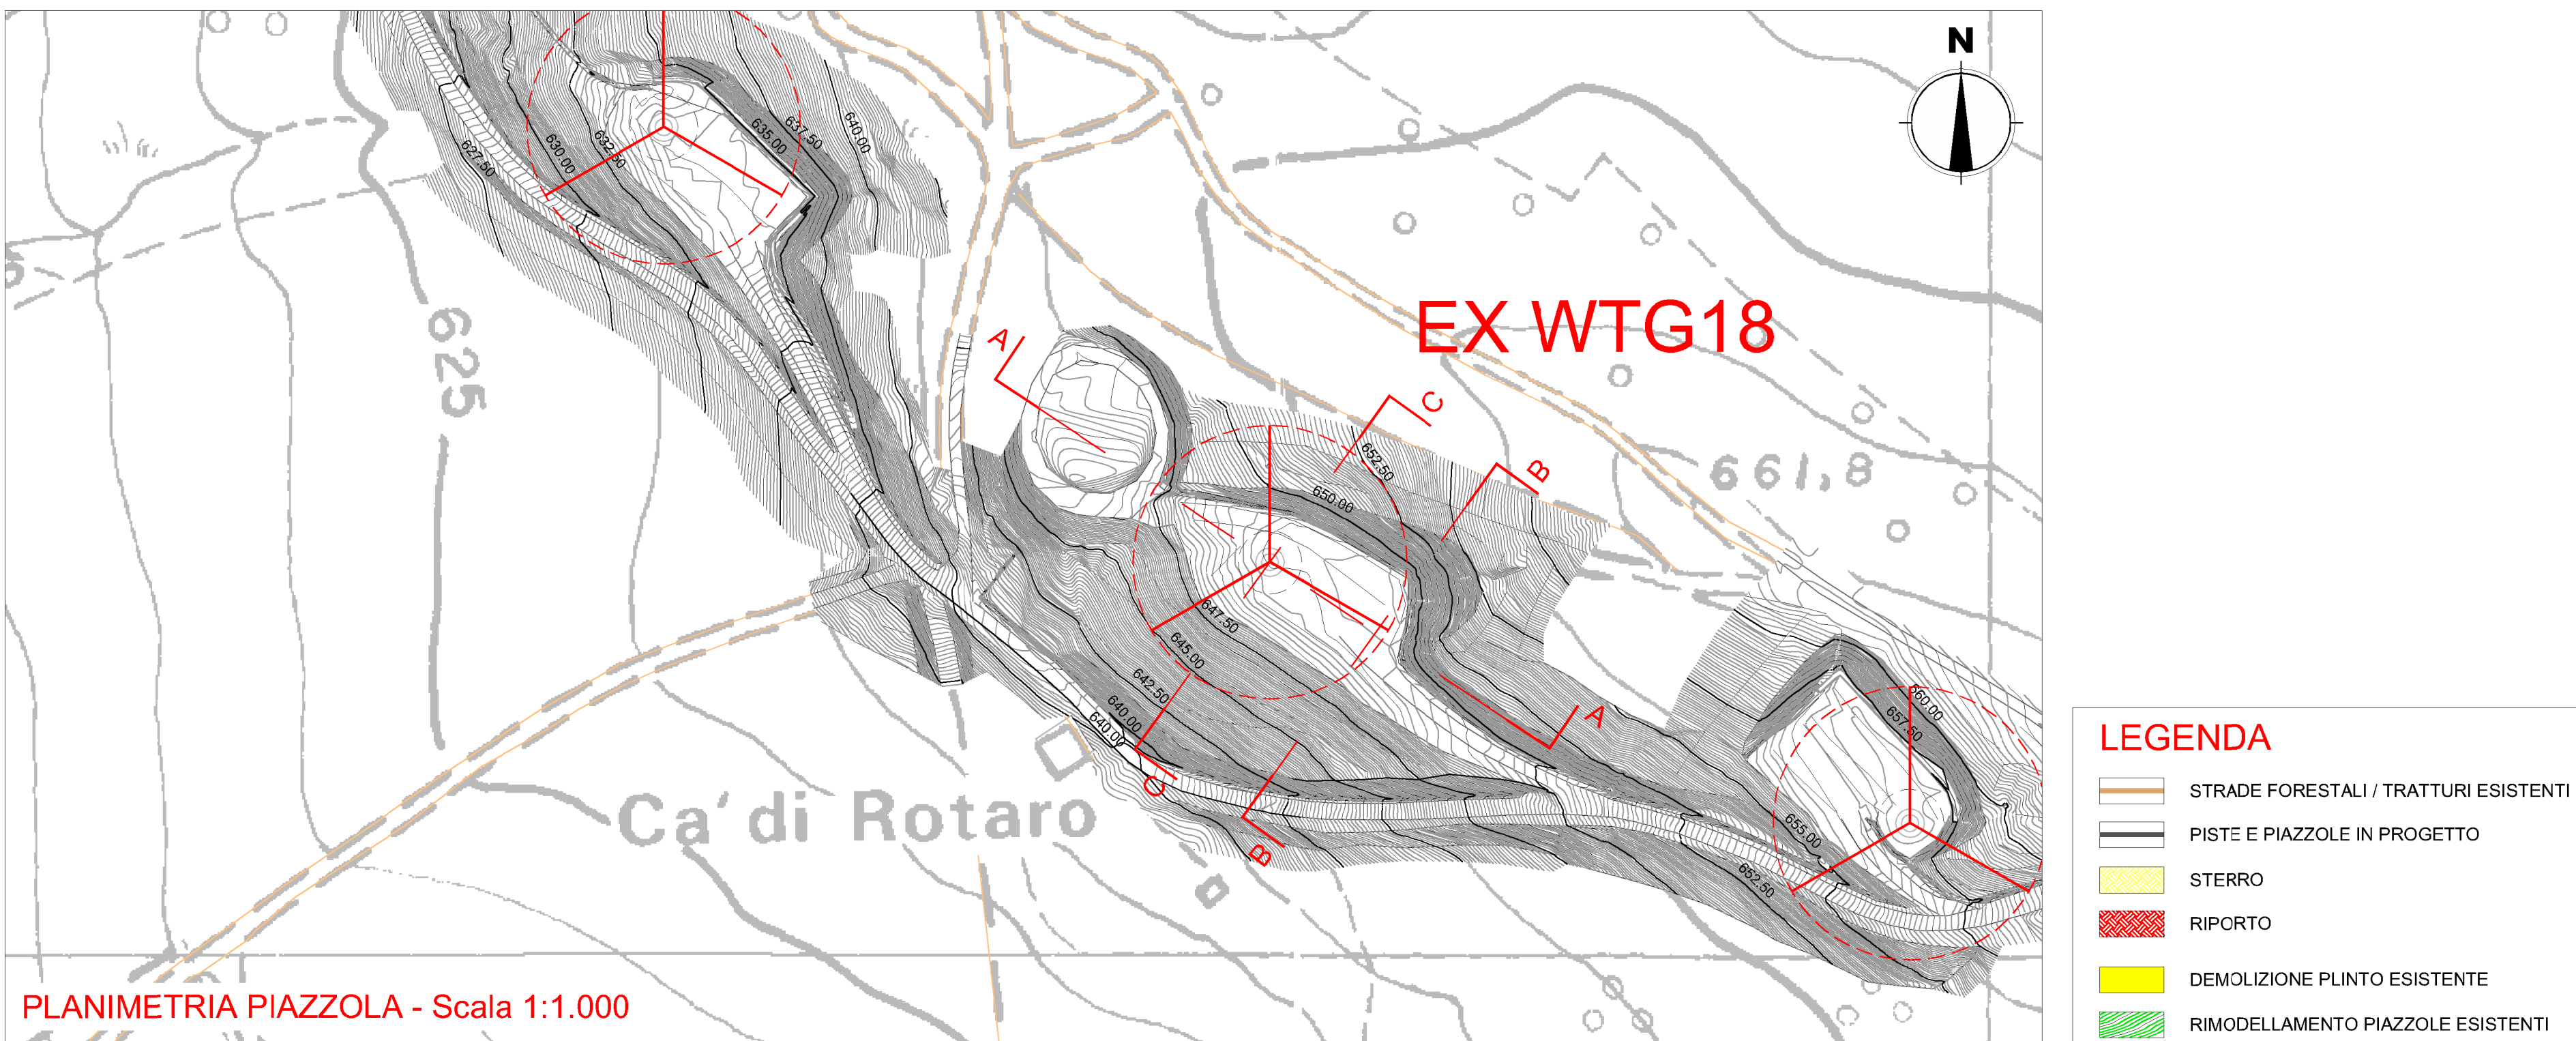 N
627.50
630.00
632.50
635.00
637.50
640.00
625
EX WTG18
A
C
B
652.50
650.00
661,8
647.50
645.00
642.50
640.00
640.00
A
C
B
660.00
657.50
655.00
652.50
Ca' di Rotaro
PLANIMETRIA PIAZZOLA - Scala 1:1.000
LEGENDA
STRADE FORESTALI / TRATTURI ESISTENTI
PISTE E PIAZZOLE IN PROGETTO
STERRO
RIPORTO
DEMOLIZIONE PLINTO ESISTENTE
RIMODELLAMENTO PIAZZOLE ESISTENTI